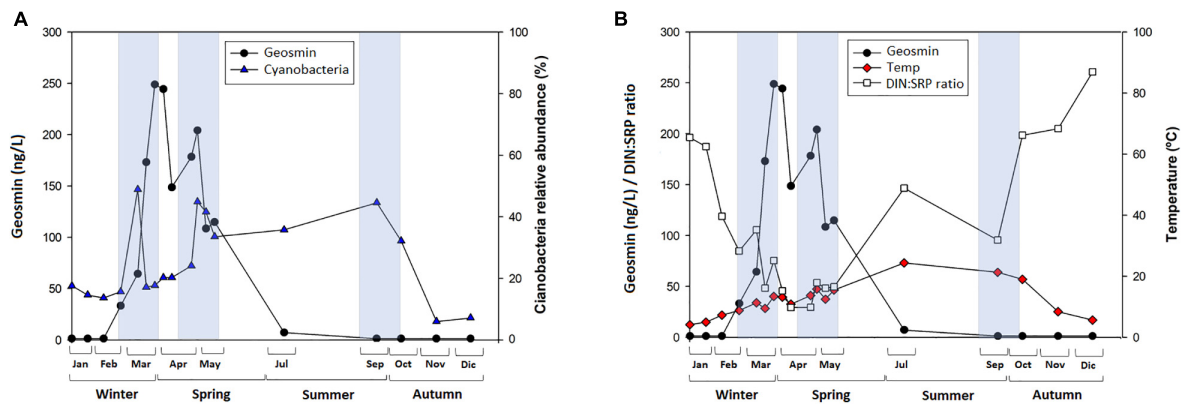 A
300
250
200
150
100
50
0
Geosmin (ng/L)
Geosmin
Cyanobacteria
100
80
60
40
20
0
Cianobacteria relative abundance (%)
Jan Feb Mar Apr May Jul Sep Oct Nov Dic
Winter Spring Summer Autumn
B
300
250
200
150
100
50
0
Geosmin (ng/L) / DIN:SRP ratio
Geosmin
Temp
DIN:SRP ratio
100
80
60
40
20
0
Temperature (ºC)
Jan Feb Mar Apr May Jul Sep Oct Nov Dic
Winter Spring Summer Autumn